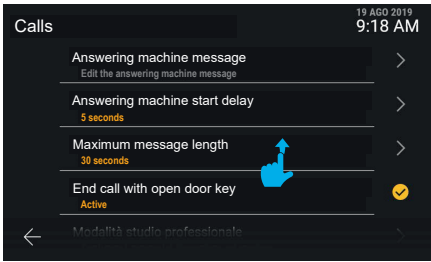 19 AGO 2019
Calls
9:18 AM
Answering machine message
Edit the answering machine message
Answering machine start delay
5 seconds
Maximum message length
30 seconds
End call with open door key
Active
Modalità studio professionale